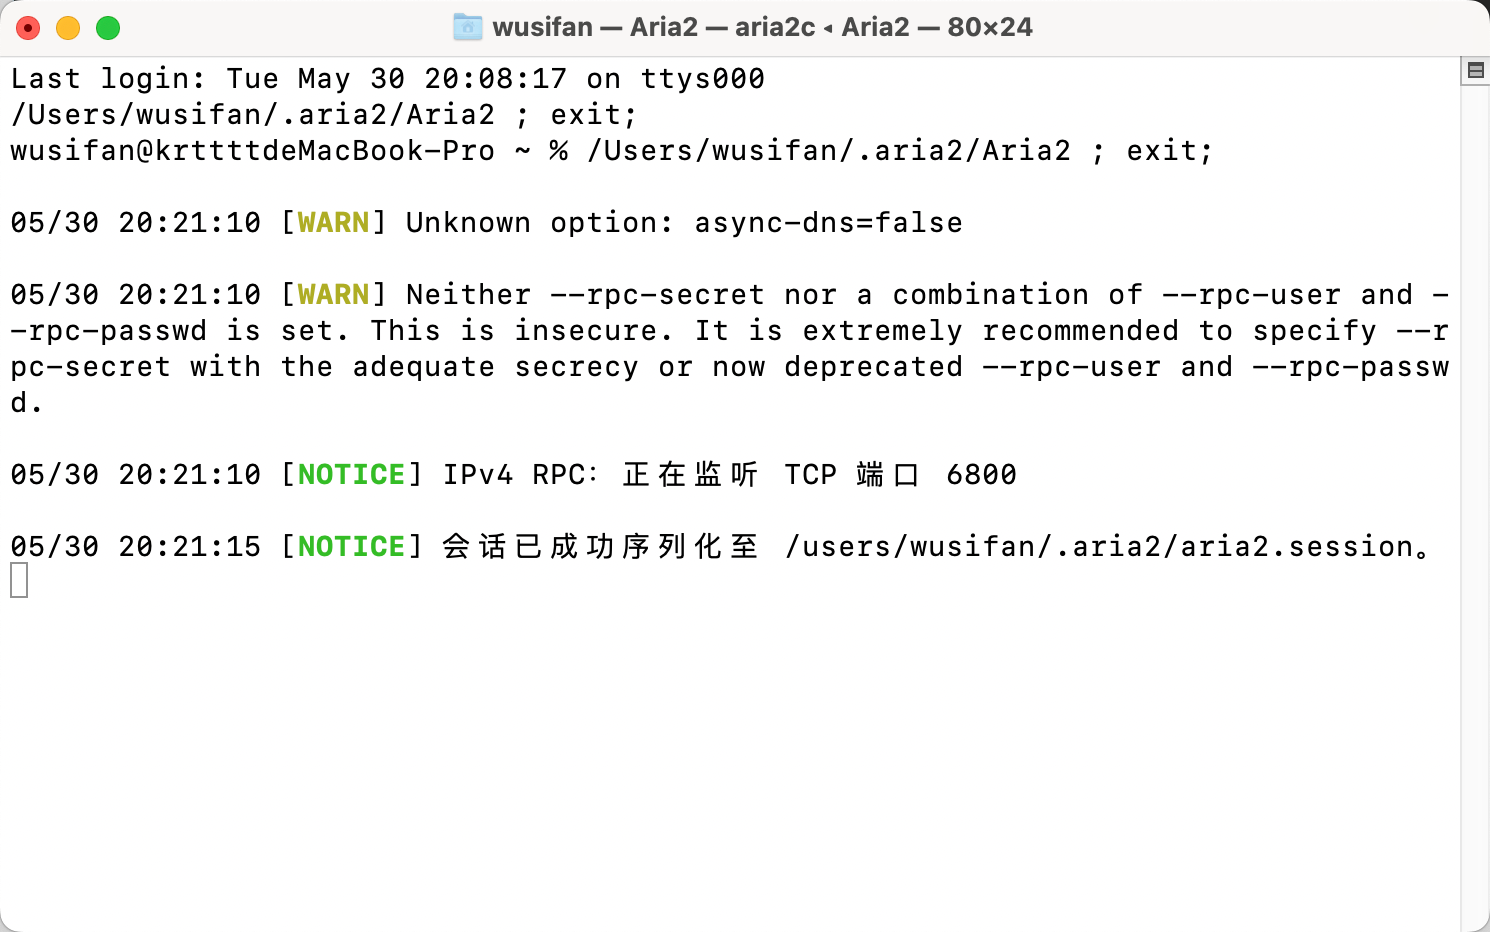 wusifan — Aria2 — aria2c ◂ Aria2 — 80×24
Last login: Tue May 30 20:08:17 on ttys000
/Users/wusifan/.aria2/Aria2 ; exit;
wusifan@krttttdeMacBook-Pro ~ % /Users/wusifan/.aria2/Aria2 ; exit;
05/30 20:21:10 [WARN] Unknown option: async-dns=false
05/30 20:21:10 [WARN] Neither --rpc-secret nor a combination of --rpc-user and -
-rpc-passwd is set. This is insecure. It is extremely recommended to specify --r
pc-secret with the adequate secrecy or now deprecated --rpc-user and --rpc-passw
d.
05/30 20:21:10 [NOTICE] IPv4 RPC: 正在监听 TCP 端口 6800
05/30 20:21:15 [NOTICE] 会话已成功序列化至 /users/wusifan/.aria2/aria2.session。